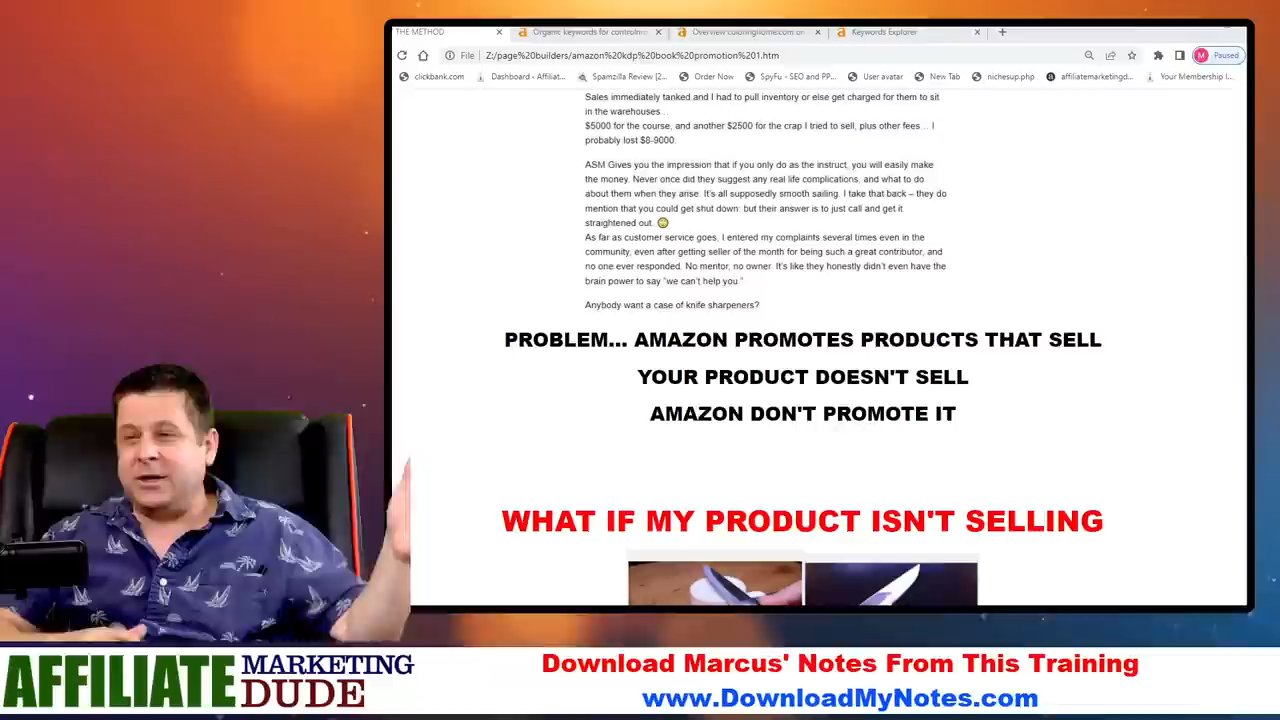 THE METHOD
Organic keywords for
Overview coloringhome.com on
Keywords Explorer
File
Z:/page%20builders/amazon%20kdp%20book%20promotion%201.htm
M
Paused
clickbank.com
Dashboard - Affiliat...
Spamzilla Review [2...
Order Now
SpyFu - SEO and PP...
User avatar
New Tab
nichesup.php
affiliatemarketingd...
Your Membership I...
Sales immediately tanked and I had to pull inventory or else get charged for them to sit
in the warehouses...
$5000 for the course, and another $2500 for the crap I tried to sell, plus other fees... I
probably lost $8-9000.
ASM Gives you the impression that if you only do as the instruct, you will easily make
the money. Never once did they suggest any real life complications, and what to do
about them when they arise. It's all supposedly smooth sailing. I take that back – they do
mention that you could get shut down: but their answer is to just call and get it
straightened out.
As far as customer service goes, I entered my complaints several times even in the
community, even after getting seller of the month for being such a great contributor, and
no one ever responded. No mentor, no owner. It's like they honestly didn't even have the
brain power to say "we can't help you."
Anybody want a case of knife sharpeners?
PROBLEM... AMAZON PROMOTES PRODUCTS THAT SELL
YOUR PRODUCT DOESN'T SELL
AMAZON DON'T PROMOTE IT
WHAT IF MY PRODUCT ISN'T SELLING
AFFILIATE MARKETING DUDE
Download Marcus' Notes From This Training
www.DownloadMyNotes.com